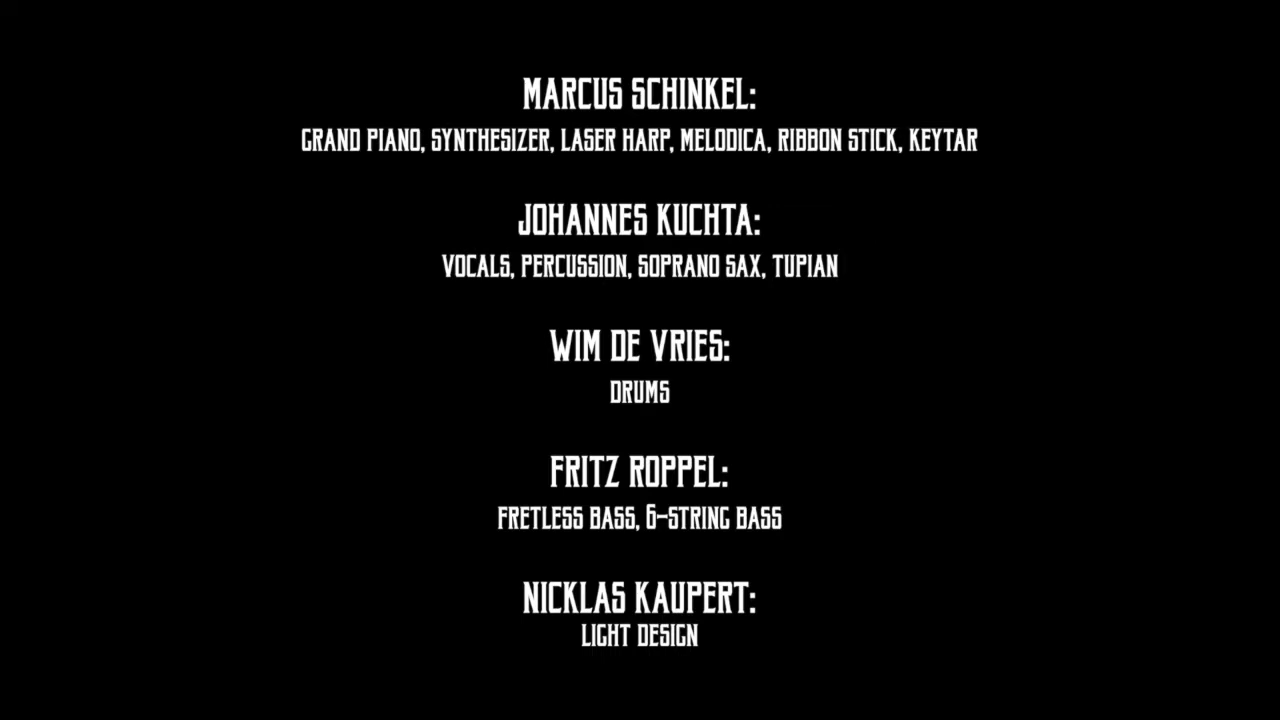 MARCUS SCHINKEL:
GRAND PIANO, SYNTHESIZER, LASER HARP, MELODICA, RIBBON STICK, KEYTAR
JOHANNES KUCHTA:
VOCALS, PERCUSSION, SOPRANO SAX, TUPIAN
WIM DE VRIES:
DRUMS
FRITZ ROPPEL:
FRETLESS BASS, 6-STRING BASS
NICKLAS KAUPERT:
LIGHT DESIGN